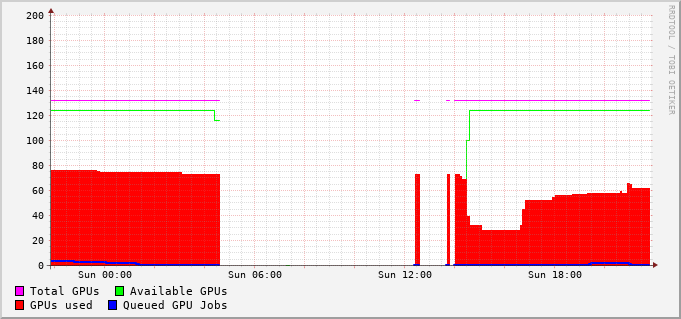 200
180
160
140
120
100
80
60
40
20
0
Sun 00:00 Sun 06:00 Sun 12:00 Sun 18:00
Total GPUs Available GPUs
GPUs used Queued GPU Jobs
RRDTOOL / TOBI OETIKER